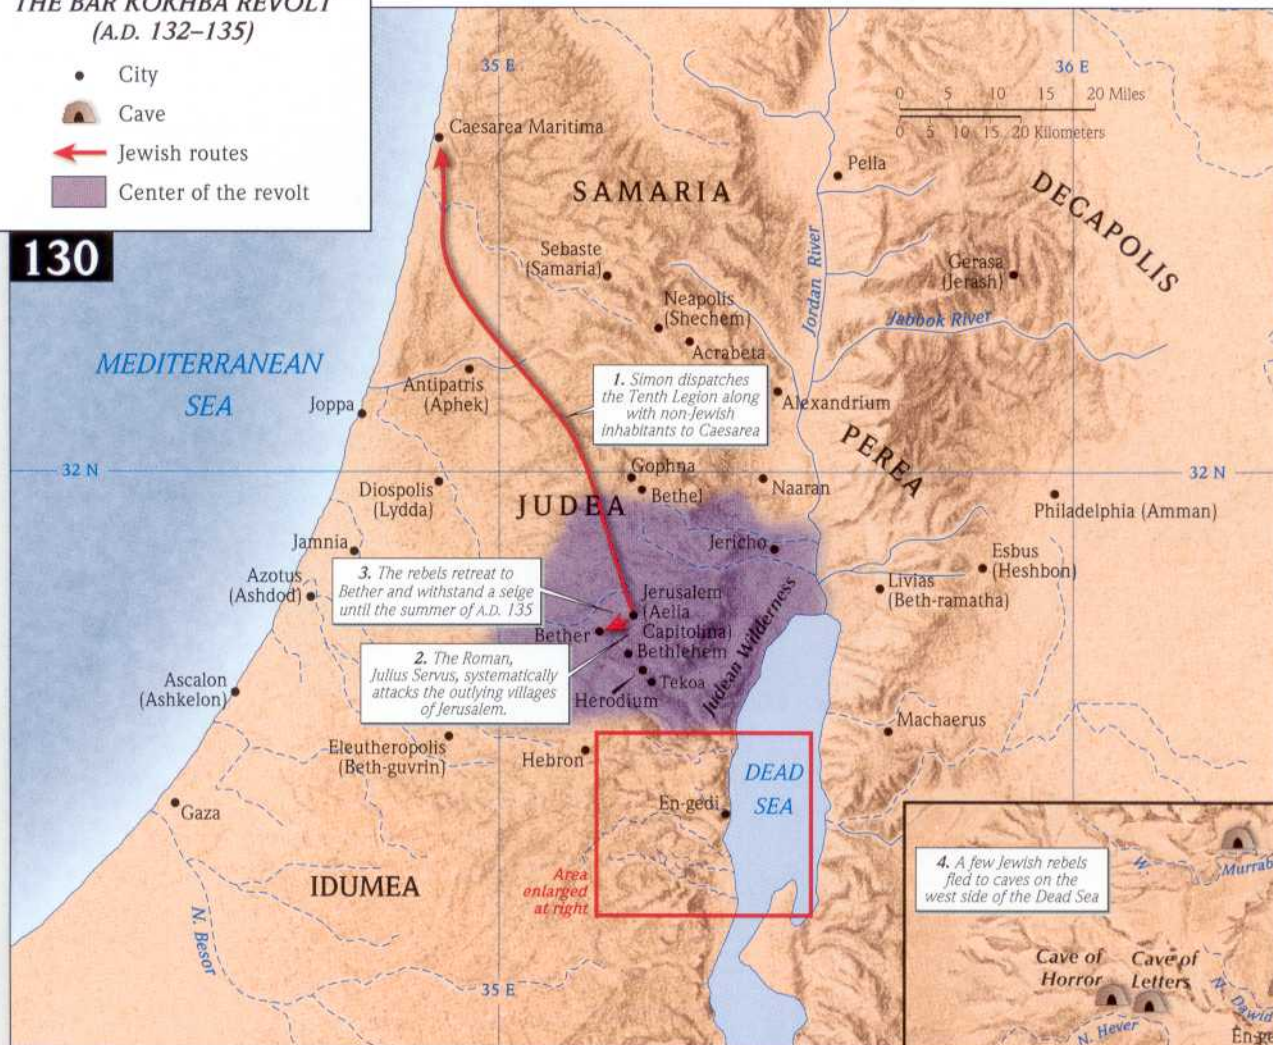 THE BAR KOKHBA REVOLT
(A.D. 132–135)
City
Cave
Jewish routes
Center of the revolt
130
35 E
36 E
0 5 10 15 20 Miles
0 5 10 15 20 Kilometers
Caesarea Maritima
SAMARIA
Pella
DECAPOLIS
Sebaste
(Samaria)
Gerasa
(Jerash)
Neapolis
(Shechem)
Jordan River
Jabbok River
Acrabeta
MEDITERRANEAN
SEA
Antipatris
(Aphek)
Joppa
1. Simon dispatches
the Tenth Legion along
with non-Jewish
inhabitants to Caesarea
Alexandrium
PEREA
32 N
32 N
Gophna
Bethel
Naaran
Diospolis
(Lydda)
JUDEA
Philadelphia (Amman)
Jamnia
Jericho
Esbus
(Heshbon)
Azotus
(Ashdod)
3. The rebels retreat to
Bether and withstand a seige
until the summer of A.D. 135
Livias
(Beth-ramatha)
Jerusalem
(Aelia
Capitolina)
Bether
Bethlehem
Judean Wilderness
2. The Roman,
Julius Servus, systematically
attacks the outlying villages
of Jerusalem.
Tekoa
Herodium
Ascalon
(Ashkelon)
Machaerus
Eleutheropolis
(Beth-guvrin)
Hebron
DEAD
SEA
En-gedi
Gaza
IDUMEA
Area
enlarged
at right
N. Besor
35 E
4. A few Jewish rebels
fled to caves on the
west side of the Dead Sea
W.
Murrab
Cave of
Horror
Cave of
Letters
N. Dawid
N. Hever
En-ge